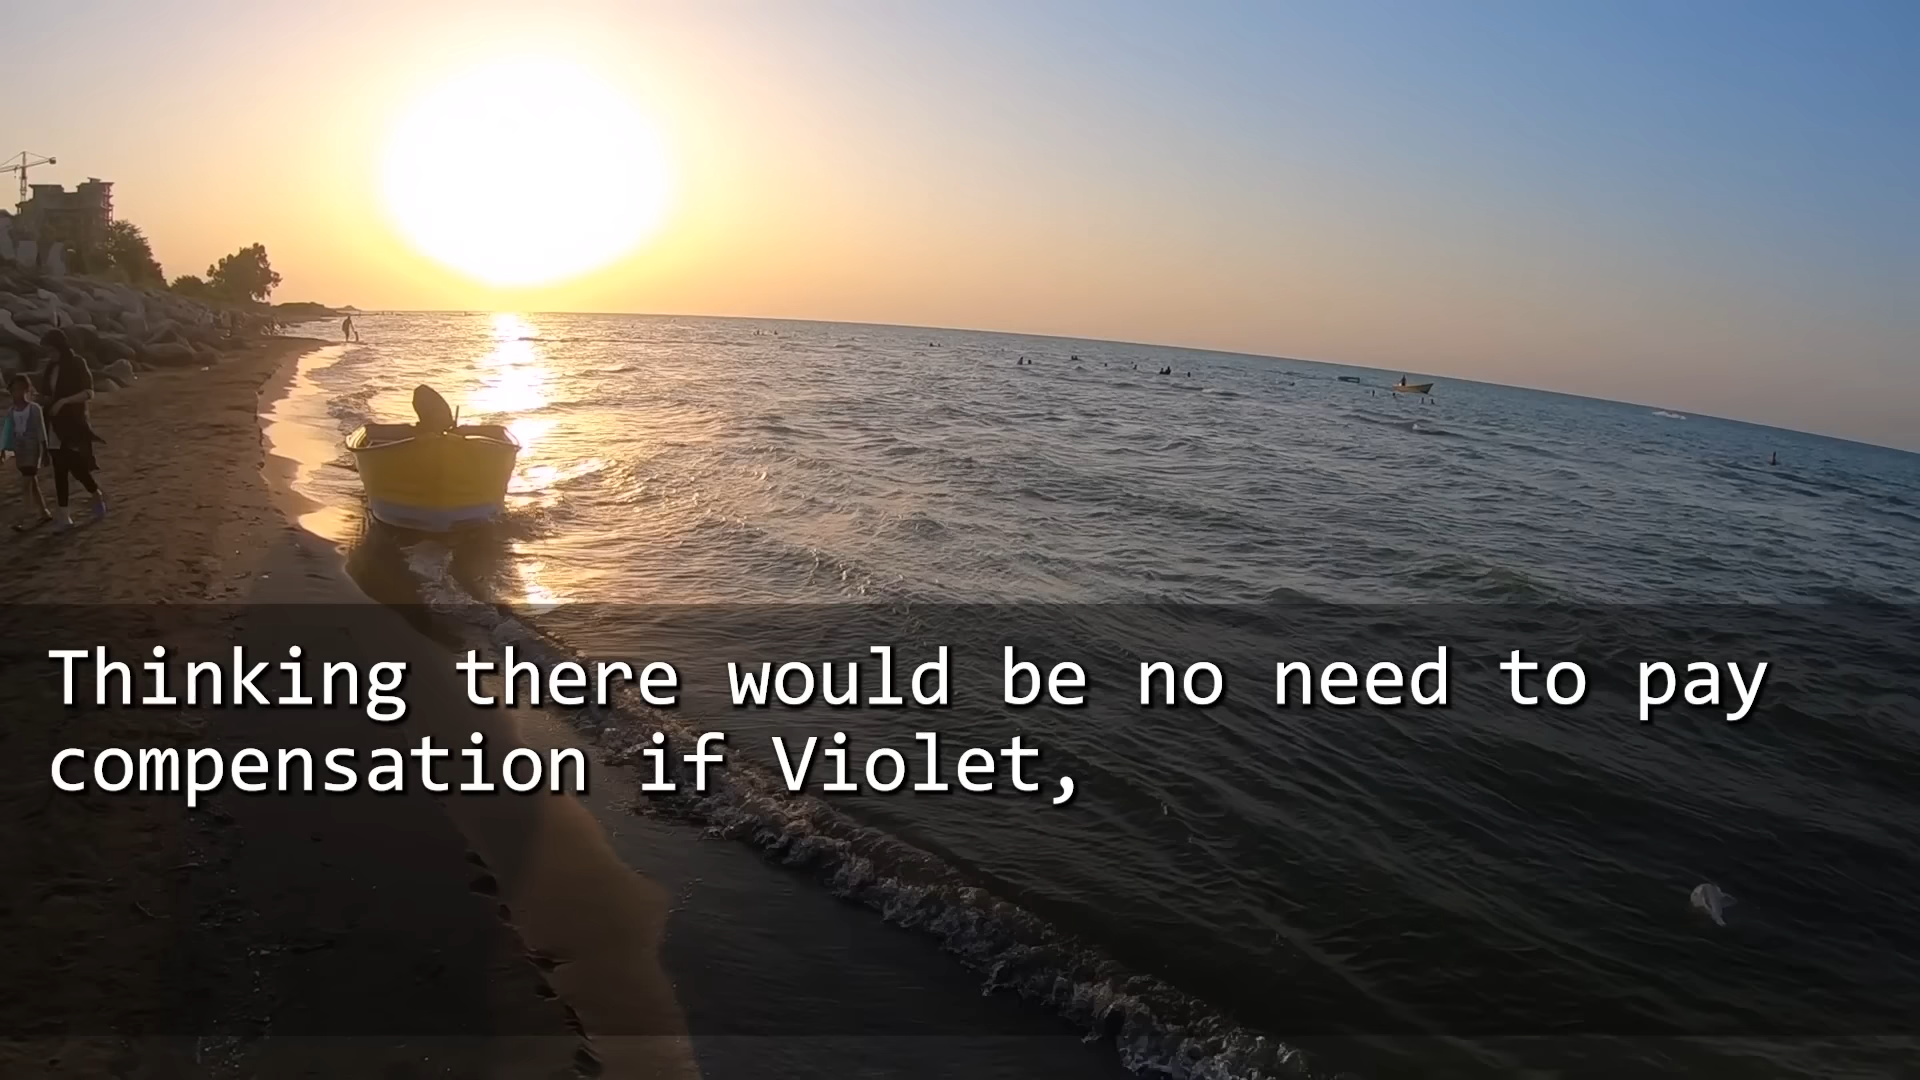 Thinking there would be no need to pay
compensation if Violet,